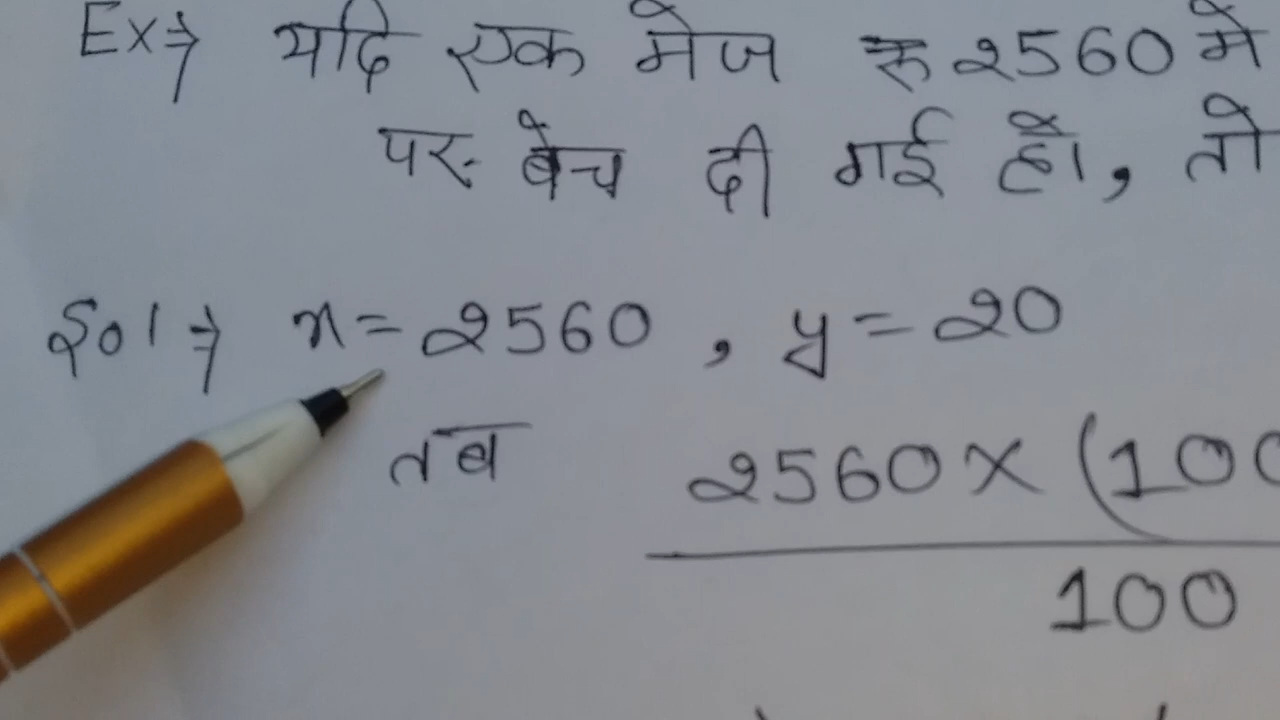 Ex⇒ यदि एक मेज रू 2560 मे
पर बेच दी गई हो, तो
Sol⇒ x = 2560, y = 20
तब 2560 × (100
100